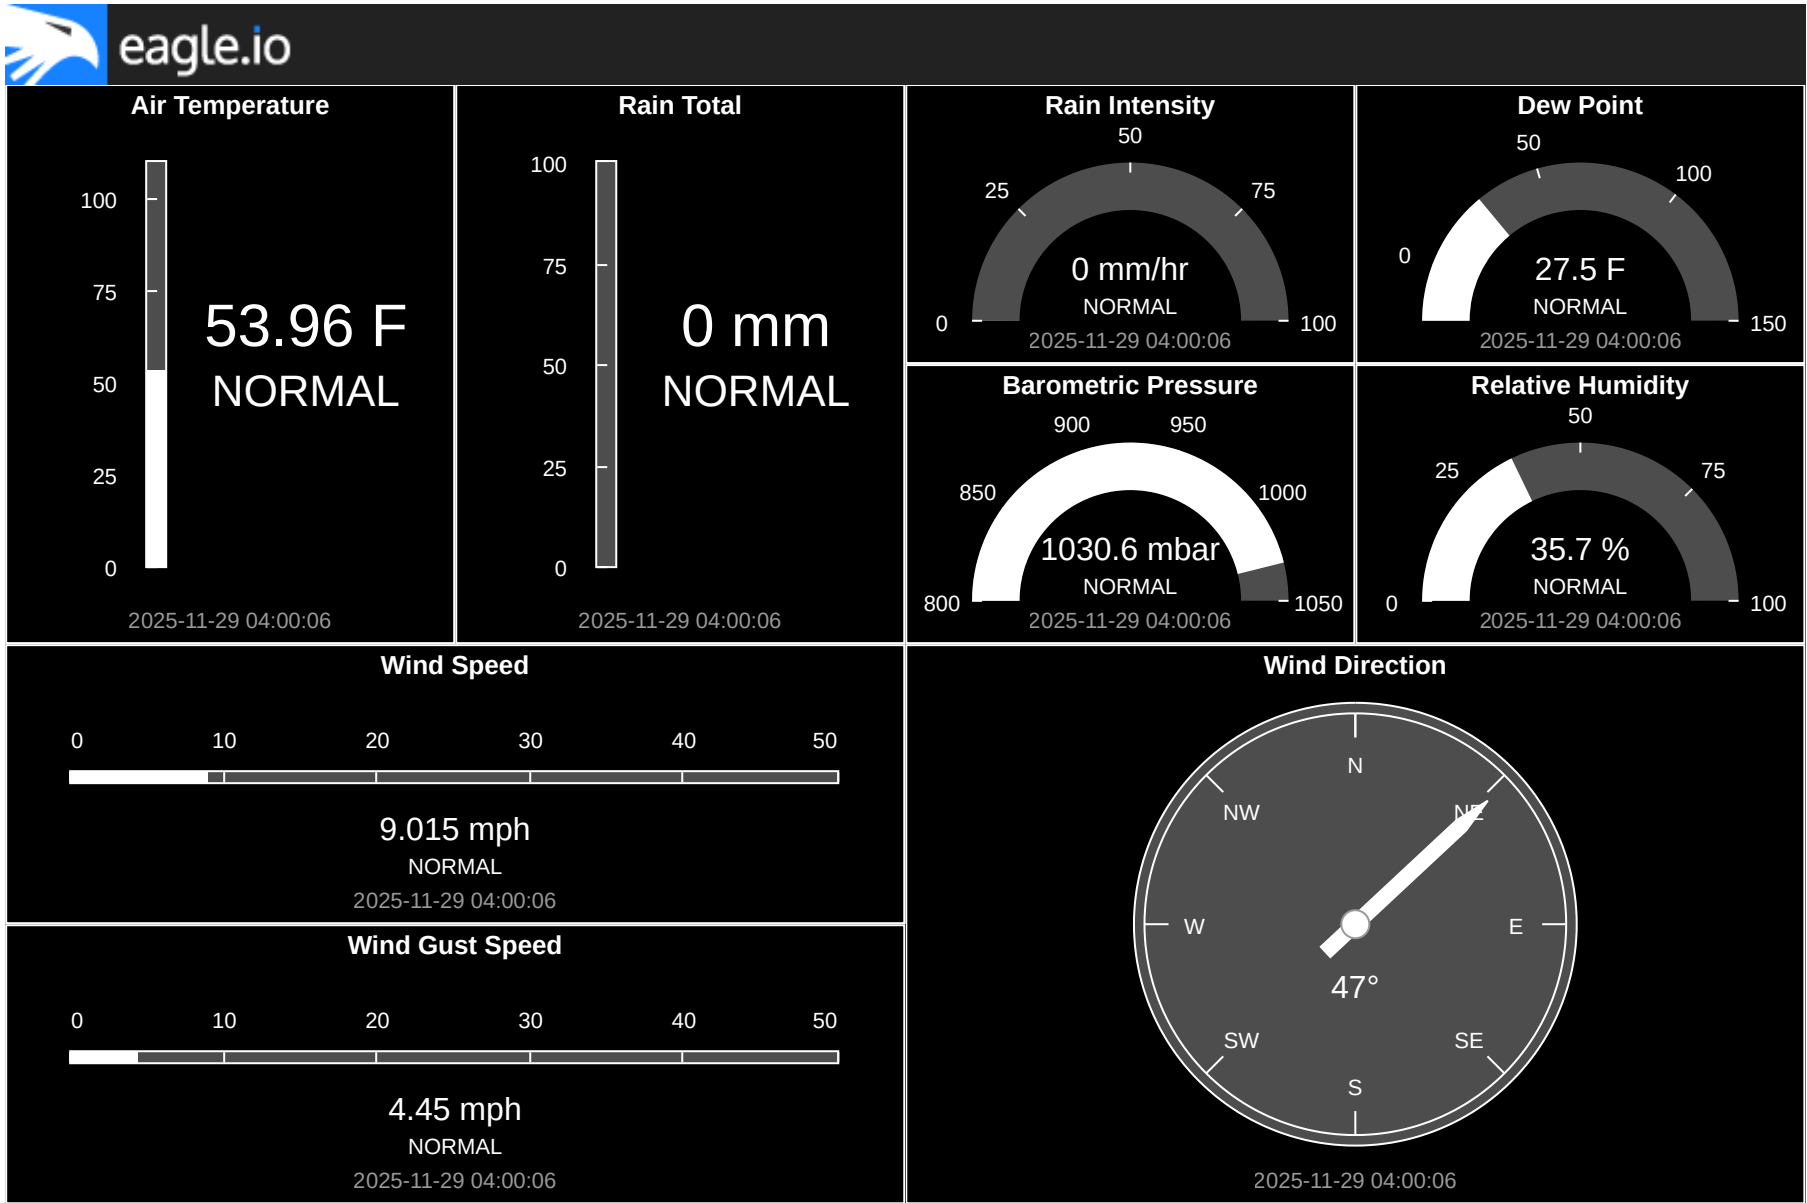 eagle.io
Air Temperature
100
75
50
25
0
53.96 F
NORMAL
2025-11-29 04:00:06
Rain Total
100
75
50
25
0
0 mm
NORMAL
2025-11-29 04:00:06
Rain Intensity
50
25
75
0
100
0 mm/hr
NORMAL
2025-11-29 04:00:06
Dew Point
50
100
0
150
27.5 F
NORMAL
2025-11-29 04:00:06
Barometric Pressure
900
950
850
1000
800
1050
1030.6 mbar
NORMAL
2025-11-29 04:00:06
Relative Humidity
50
25
75
0
100
35.7 %
NORMAL
2025-11-29 04:00:06
Wind Speed
0 10 20 30 40 50
9.015 mph
NORMAL
2025-11-29 04:00:06
Wind Gust Speed
0 10 20 30 40 50
4.45 mph
NORMAL
2025-11-29 04:00:06
Wind Direction
N
NW
NE
W
E
47°
SW
SE
S
2025-11-29 04:00:06